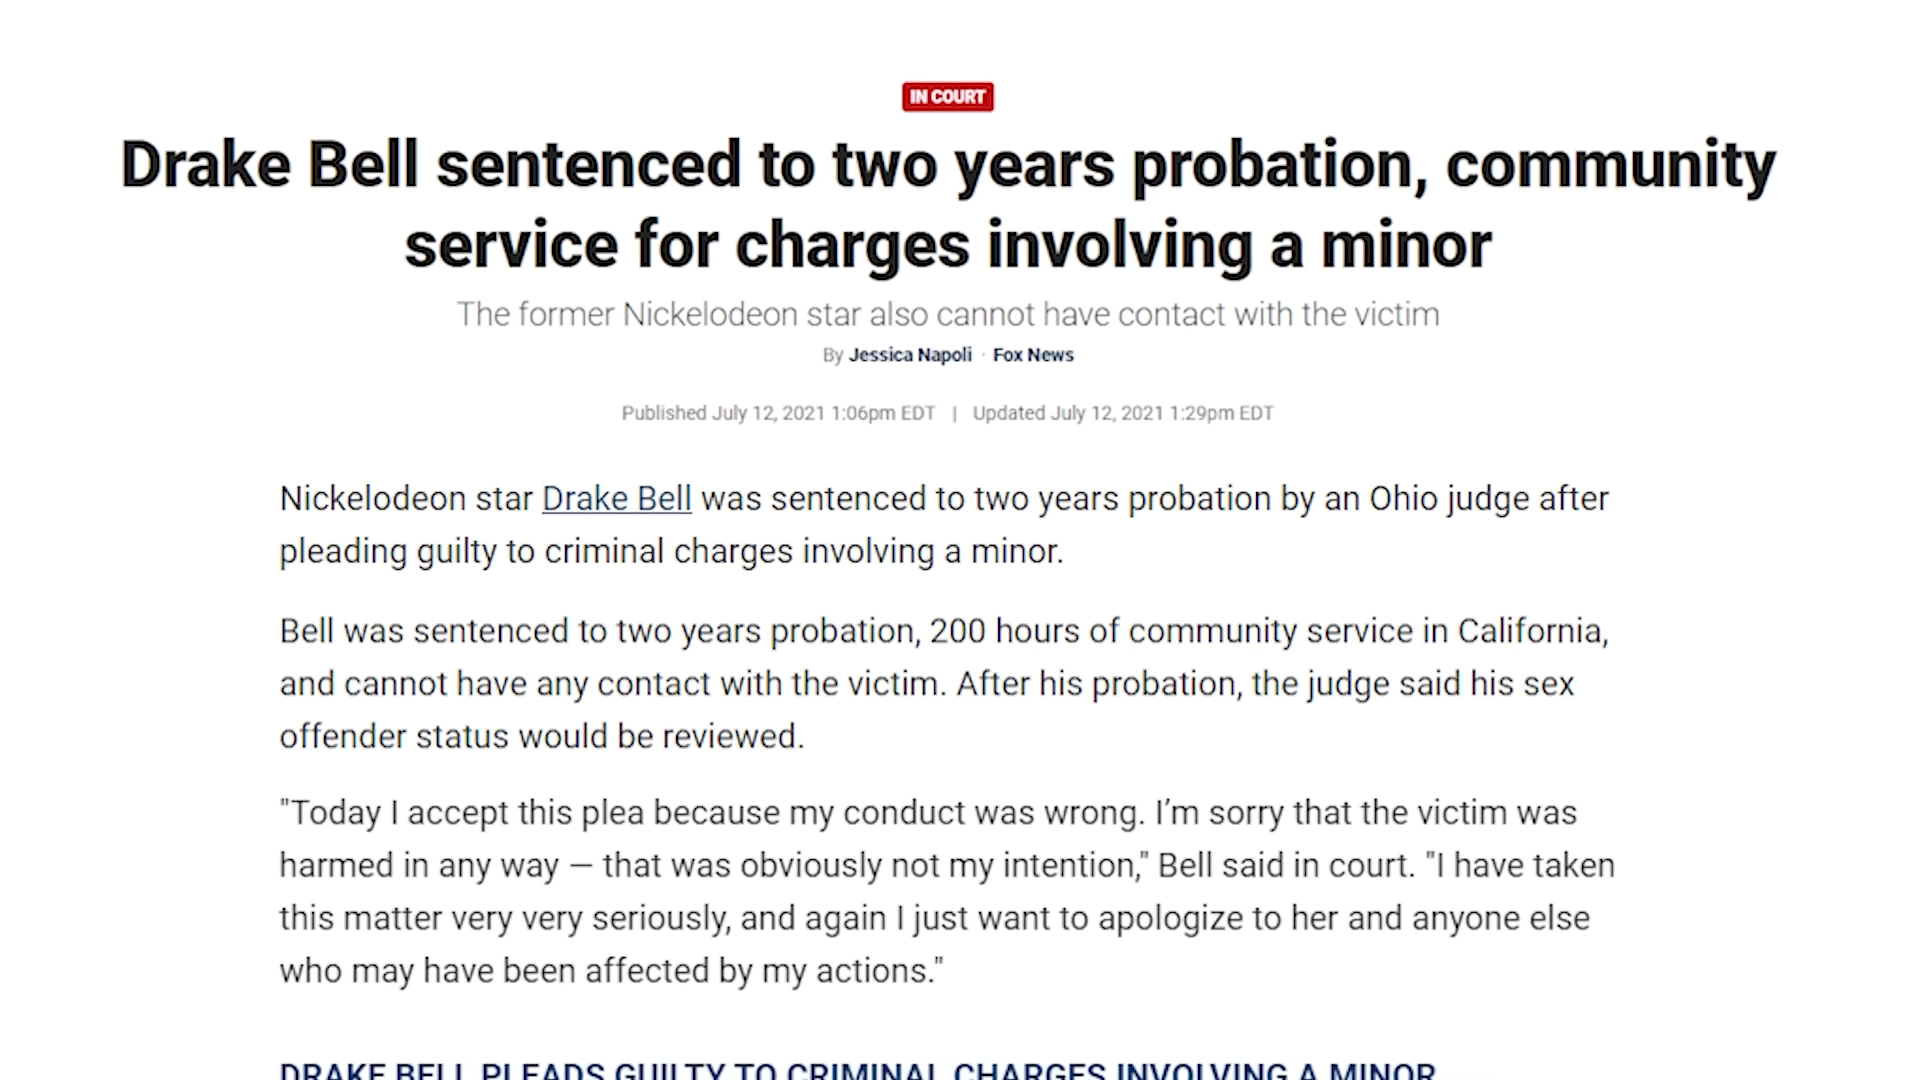 IN COURT
Drake Bell sentenced to two years probation, community
service for charges involving a minor
The former Nickelodeon star also cannot have contact with the victim
By Jessica Napoli · Fox News
Published July 12, 2021 1:06pm EDT | Updated July 12, 2021 1:29pm EDT
Nickelodeon star Drake Bell was sentenced to two years probation by an Ohio judge after
pleading guilty to criminal charges involving a minor.
Bell was sentenced to two years probation, 200 hours of community service in California,
and cannot have any contact with the victim. After his probation, the judge said his sex
offender status would be reviewed.
"Today I accept this plea because my conduct was wrong. I’m sorry that the victim was
harmed in any way — that was obviously not my intention," Bell said in court. "I have taken
this matter very very seriously, and again I just want to apologize to her and anyone else
who may have been affected by my actions."
DRAKE BELL PLEADS GUILTY TO CRIMINAL CHARGES INVOLVING A MINOR